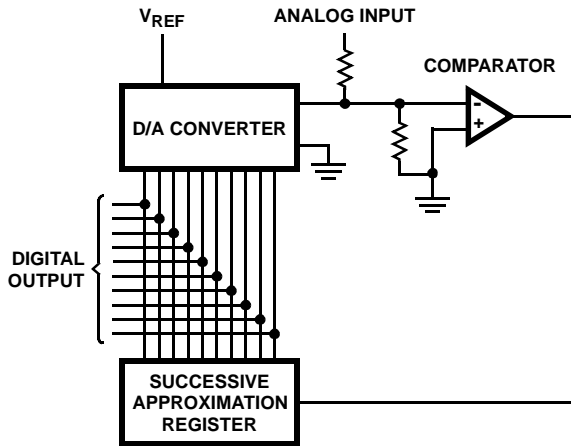 VREF
ANALOG INPUT
COMPARATOR
D/A CONVERTER
-
+
DIGITAL
OUTPUT
SUCCESSIVE
APPROXIMATION
REGISTER